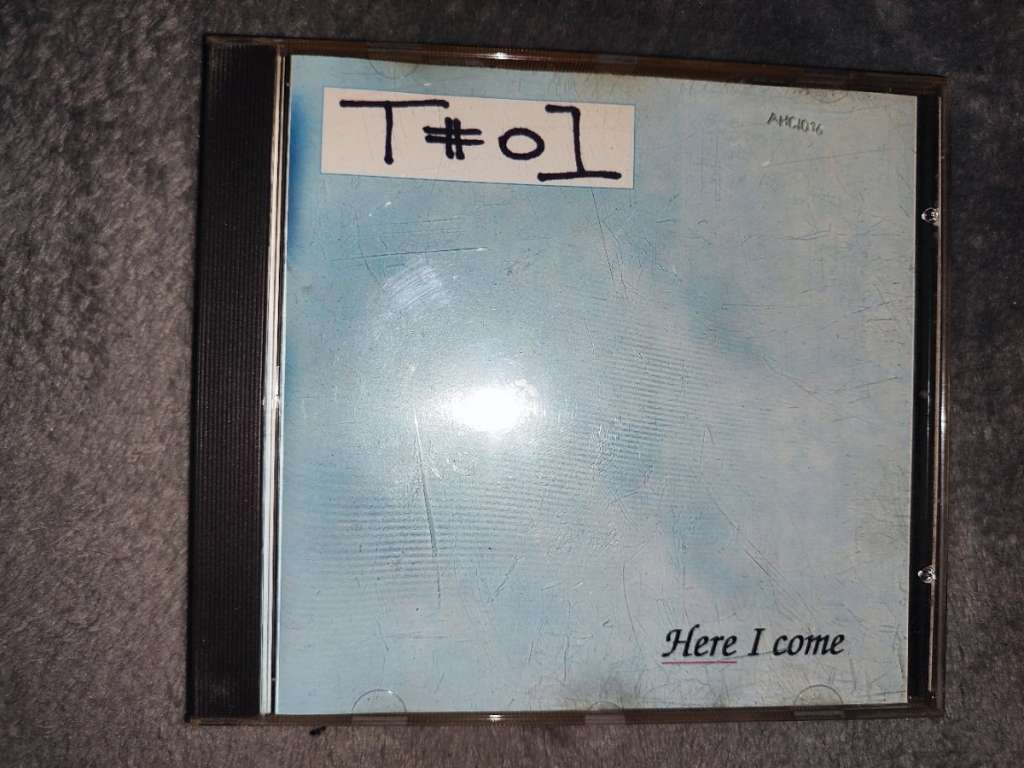 T#01
AMCI036
Here I come